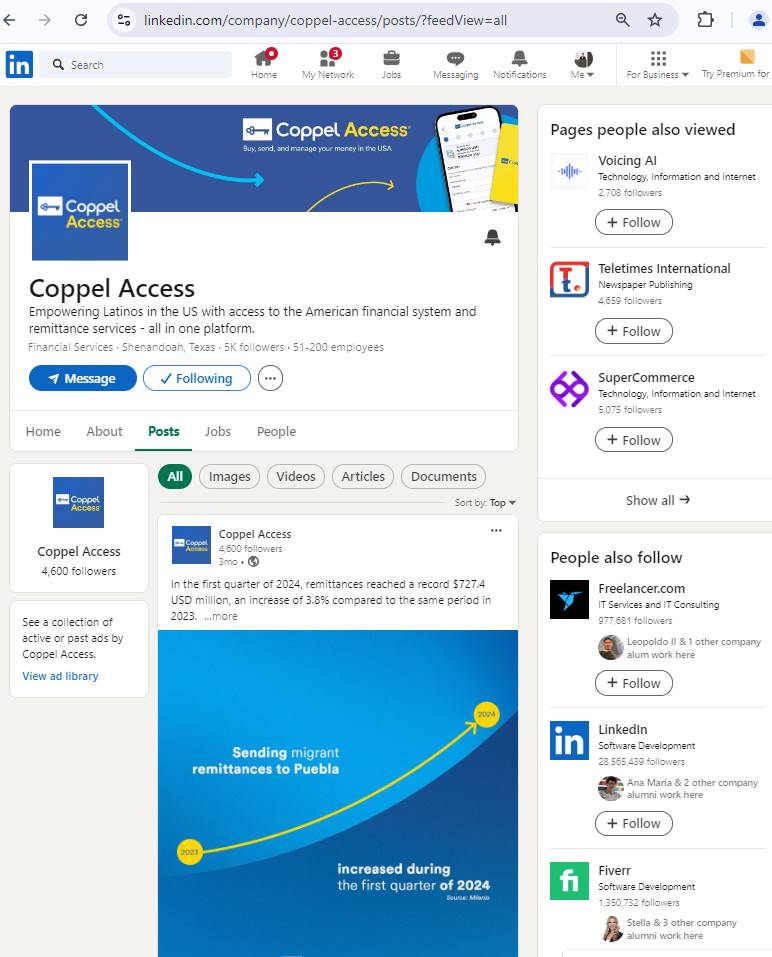 linkedin.com/company/coppel-access/posts/?feedView=all
in
Search
Home
3
My Network
Jobs
Messaging
Notifications
Me
For Business
Try Premium for
Coppel Access
Buy, send, and manage your money in the USA
Coppel
Access
Coppel Access
Empowering Latinos in the US with access to the American financial system and
remittance services - all in one platform.
Financial Services · Shenandoah, Texas · 5K followers · 51-200 employees
Message
Following
Home
About
Posts
Jobs
People
Coppel
Access
Coppel Access
4,600 followers
See a collection of
active or past ads by
Coppel Access.
View ad library
All
Images
Videos
Articles
Documents
Sort by: Top
Coppel
Access
Coppel Access
4,600 followers
3mo •
In the first quarter of 2024, remittances reached a record $727.4
USD million, an increase of 3.8% compared to the same period in
2023. ...more
2024
Sending migrant
remittances to Puebla
2023
increased during
the first quarter of 2024
Source: Milenio
Pages people also viewed
Voicing AI
Technology, Information and Internet
2,708 followers
+ Follow
Teletimes International
Newspaper Publishing
4,659 followers
+ Follow
SuperCommerce
Technology, Information and Internet
5,075 followers
+ Follow
Show all →
People also follow
Freelancer.com
IT Services and IT Consulting
977,681 followers
Leopoldo II & 1 other company
alum work here
+ Follow
in
LinkedIn
Software Development
28,565,439 followers
Ana María & 2 other company
alumni work here
+ Follow
fi
Fiverr
Software Development
1,350,732 followers
Stella & 3 other company
alumni work here